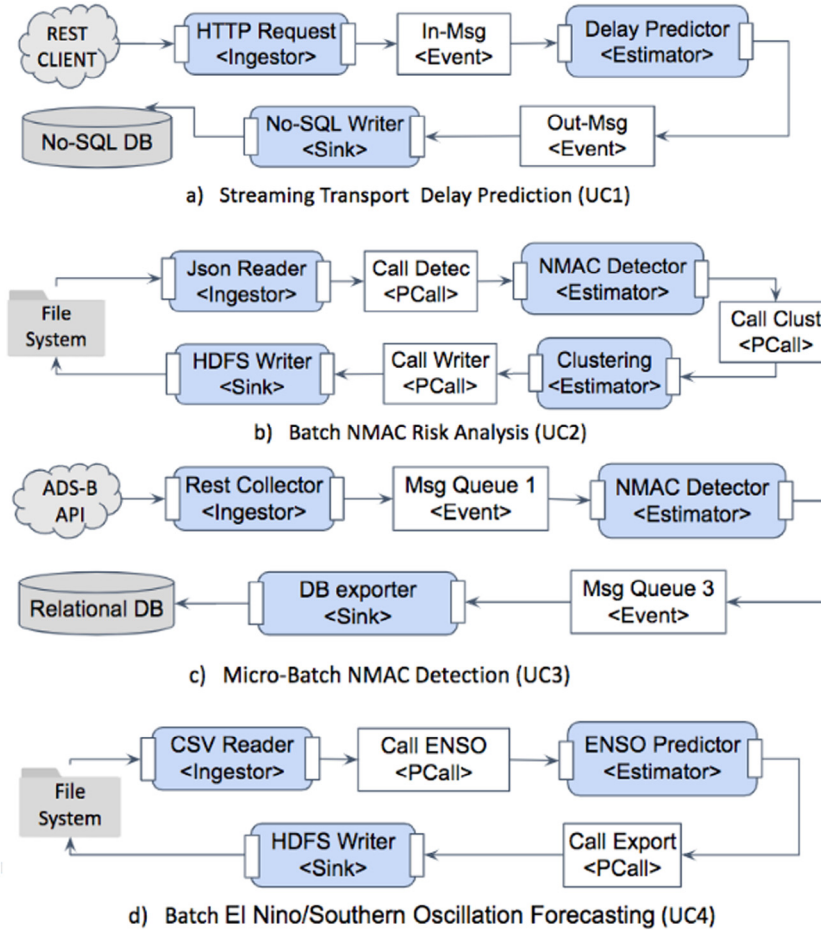 REST
CLIENT
HTTP Request
<Ingestor>
In-Msg
<Event>
Delay Predictor
<Estimator>
No-SQL DB
No-SQL Writer
<Sink>
Out-Msg
<Event>
a) Streaming Transport Delay Prediction (UC1)
File
System
Json Reader
<Ingestor>
Call Detec
<PCall>
NMAC Detector
<Estimator>
Call Clust
<PCall>
HDFS Writer
<Sink>
Call Writer
<PCall>
Clustering
<Estimator>
b) Batch NMAC Risk Analysis (UC2)
ADS-B
API
Rest Collector
<Ingestor>
Msg Queue 1
<Event>
NMAC Detector
<Estimator>
Relational DB
DB exporter
<Sink>
Msg Queue 3
<Event>
c) Micro-Batch NMAC Detection (UC3)
File
System
CSV Reader
<Ingestor>
Call ENSO
<PCall>
ENSO Predictor
<Estimator>
HDFS Writer
<Sink>
Call Export
<PCall>
d) Batch El Nino/Southern Oscillation Forecasting (UC4)